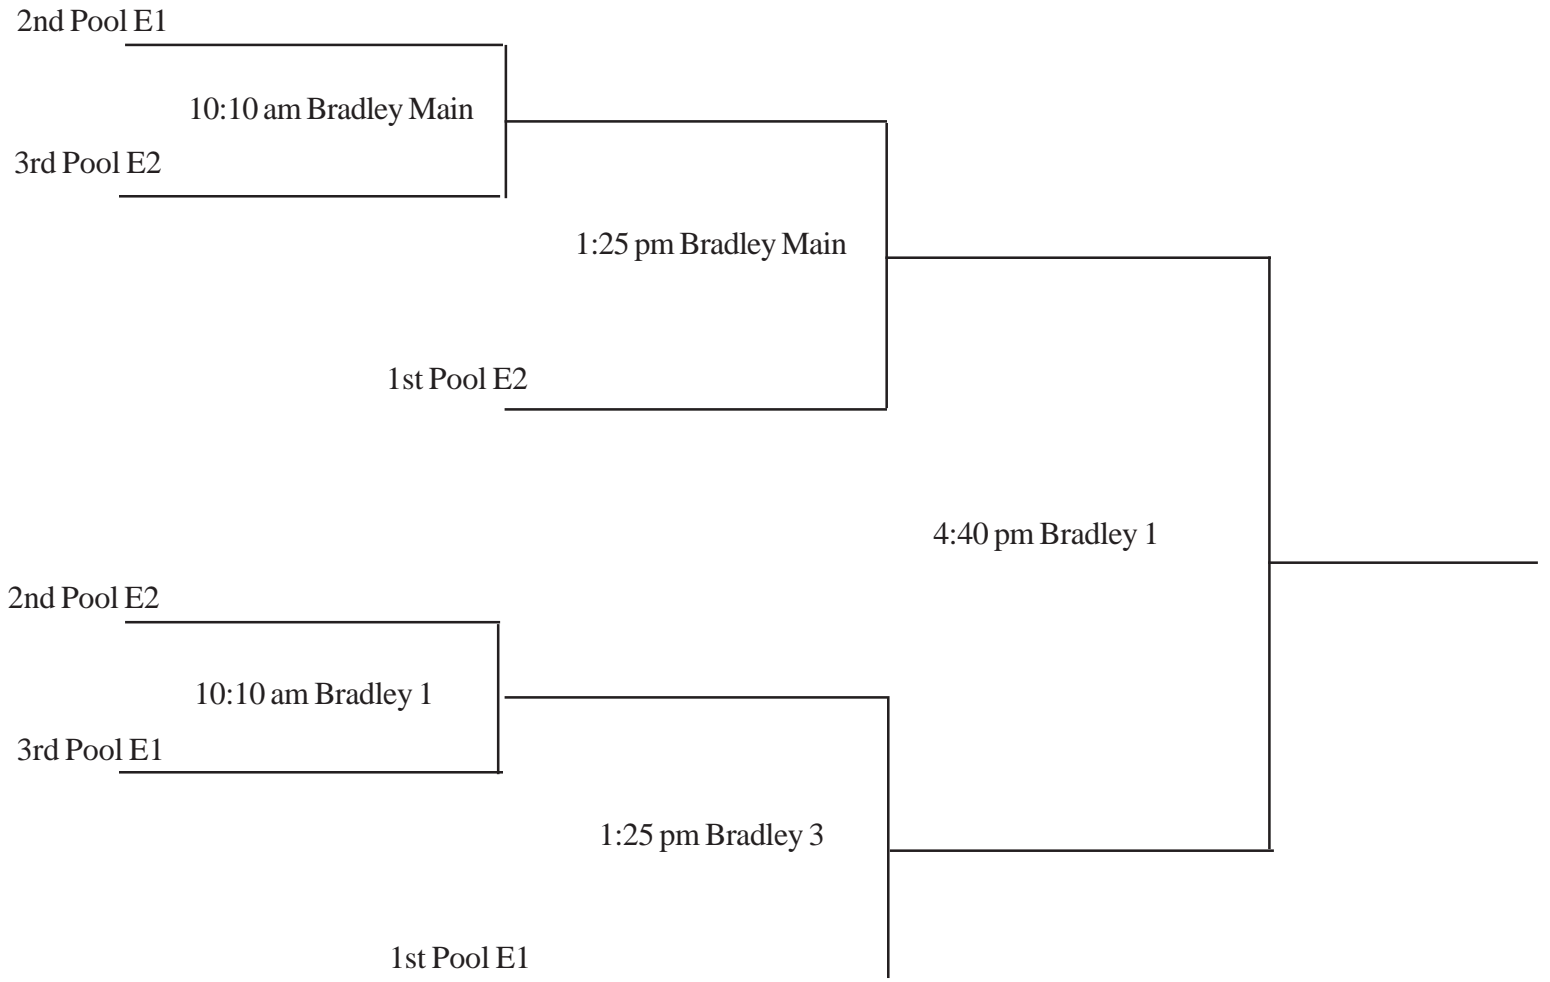 2nd Pool E1
10:10 am Bradley Main
3rd Pool E2
1:25 pm Bradley Main
1st Pool E2
4:40 pm Bradley 1
2nd Pool E2
10:10 am Bradley 1
3rd Pool E1
1:25 pm Bradley 3
1st Pool E1